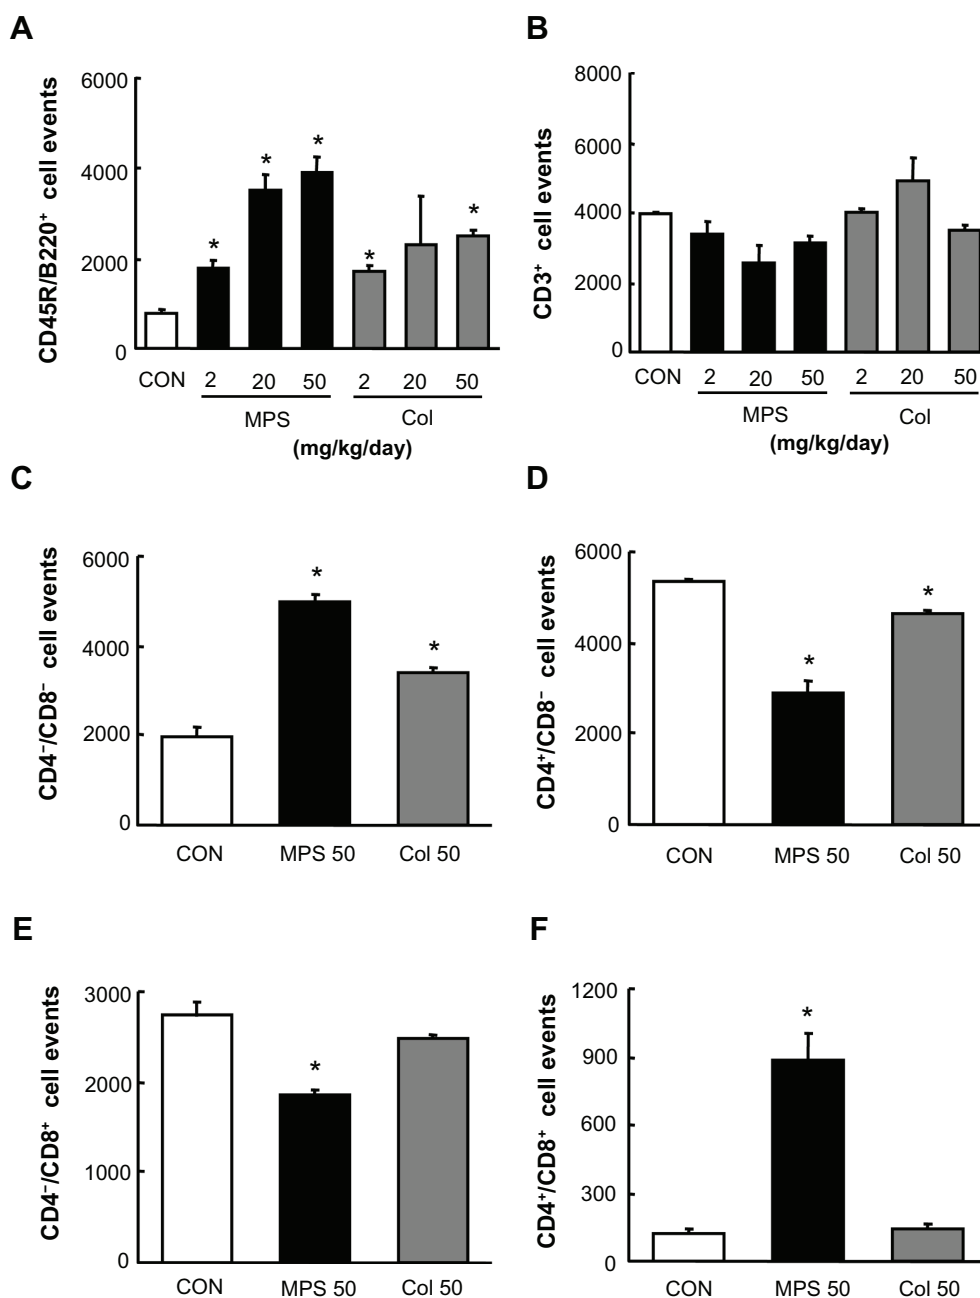 A
CD45R/B220⁺ cell events
6000
4000
2000
0
* * * * *
CON 2 20 50 2 20 50
MPS Col
(mg/kg/day)
B
CD3⁺ cell events
8000
6000
4000
2000
0
CON 2 20 50 2 20 50
MPS Col
(mg/kg/day)
C
CD4⁻/CD8⁻ cell events
6000
4000
2000
0
* *
CON MPS 50 Col 50
D
CD4⁺/CD8⁻ cell events
6000
4000
2000
0
* *
CON MPS 50 Col 50
E
CD4⁻/CD8⁺ cell events
3000
2000
1000
0
*
CON MPS 50 Col 50
F
CD4⁺/CD8⁺ cell events
1200
900
600
300
0
*
CON MPS 50 Col 50